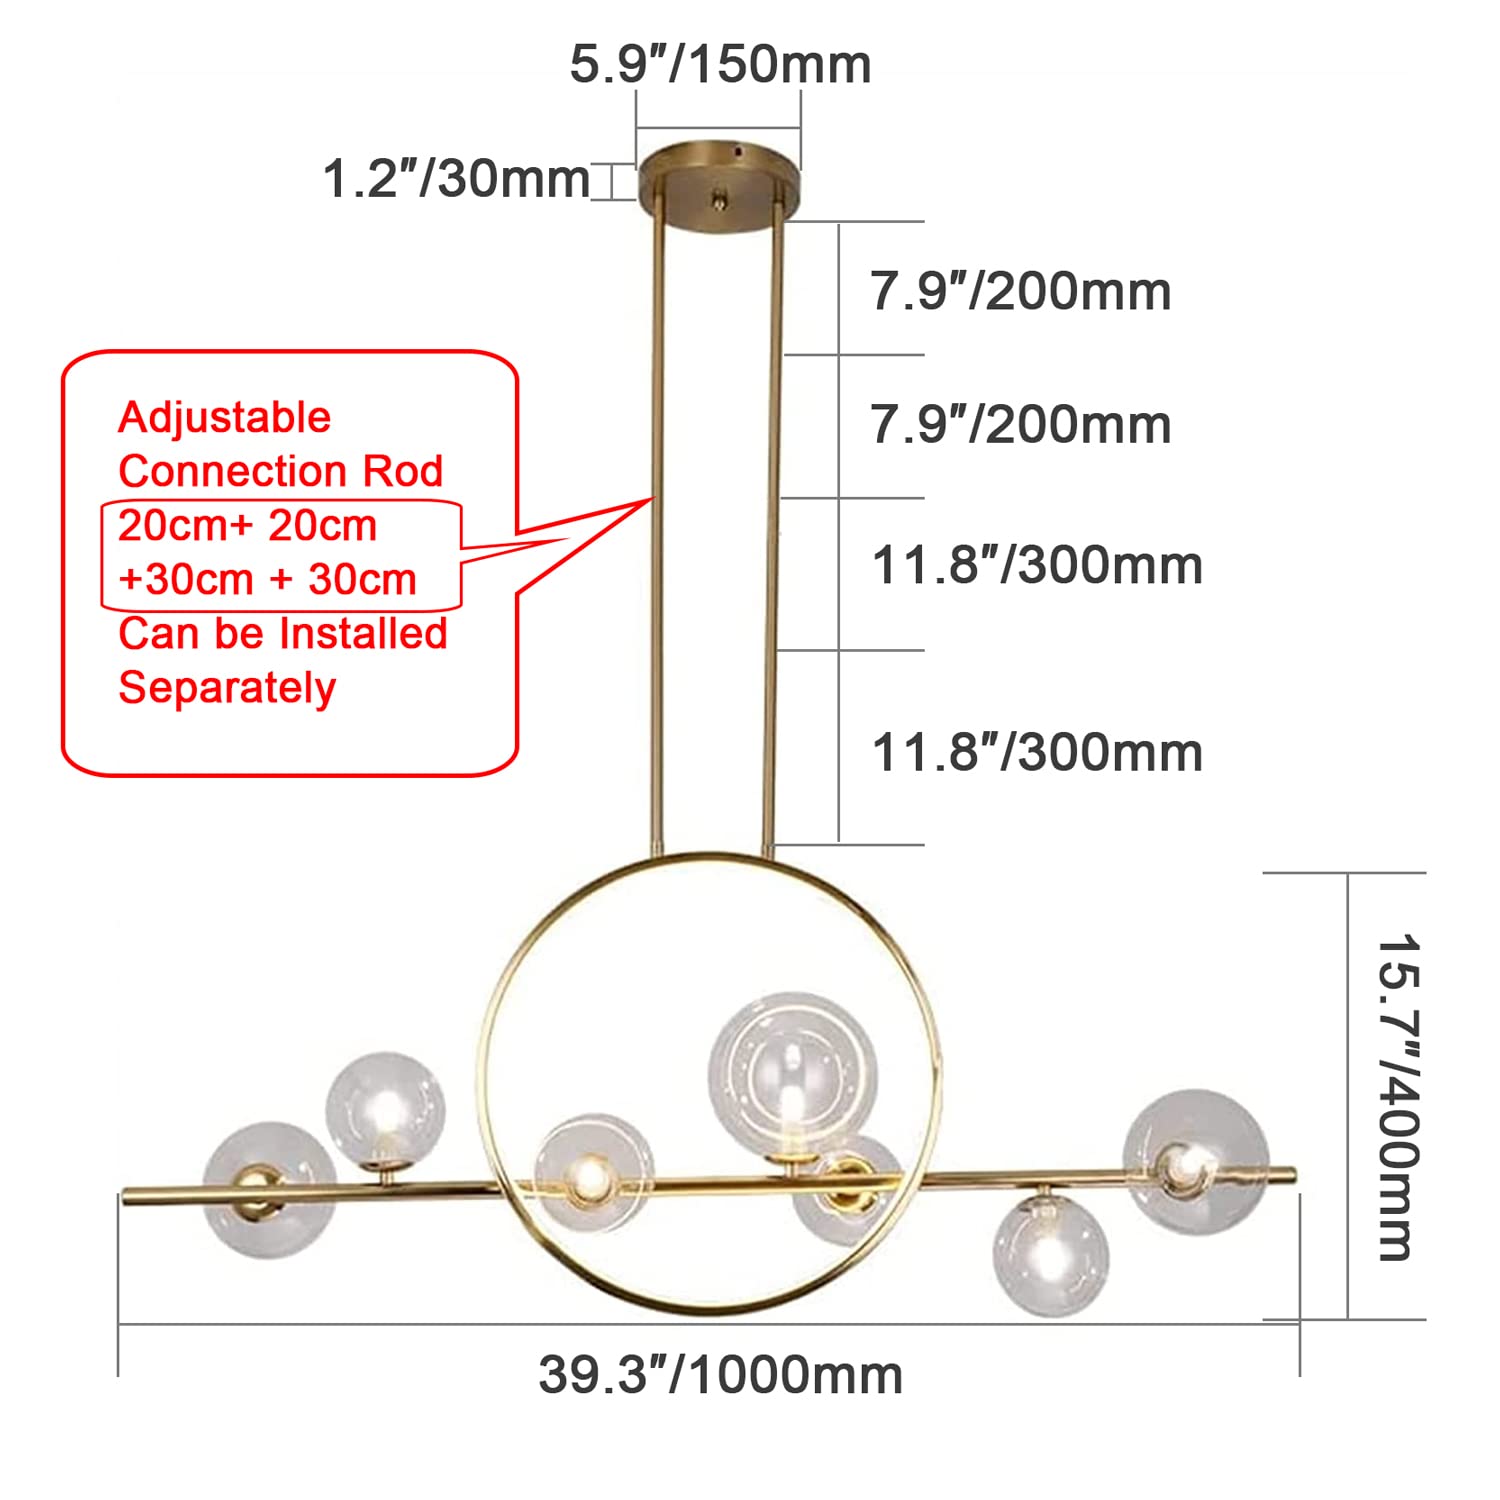 5.9"/150mm
1.2"/30mm
7.9"/200mm
7.9"/200mm
11.8"/300mm
11.8"/300mm
Adjustable
Connection Rod
20cm+ 20cm
+30cm + 30cm
Can be Installed
Separately
15.7"/400mm
39.3"/1000mm